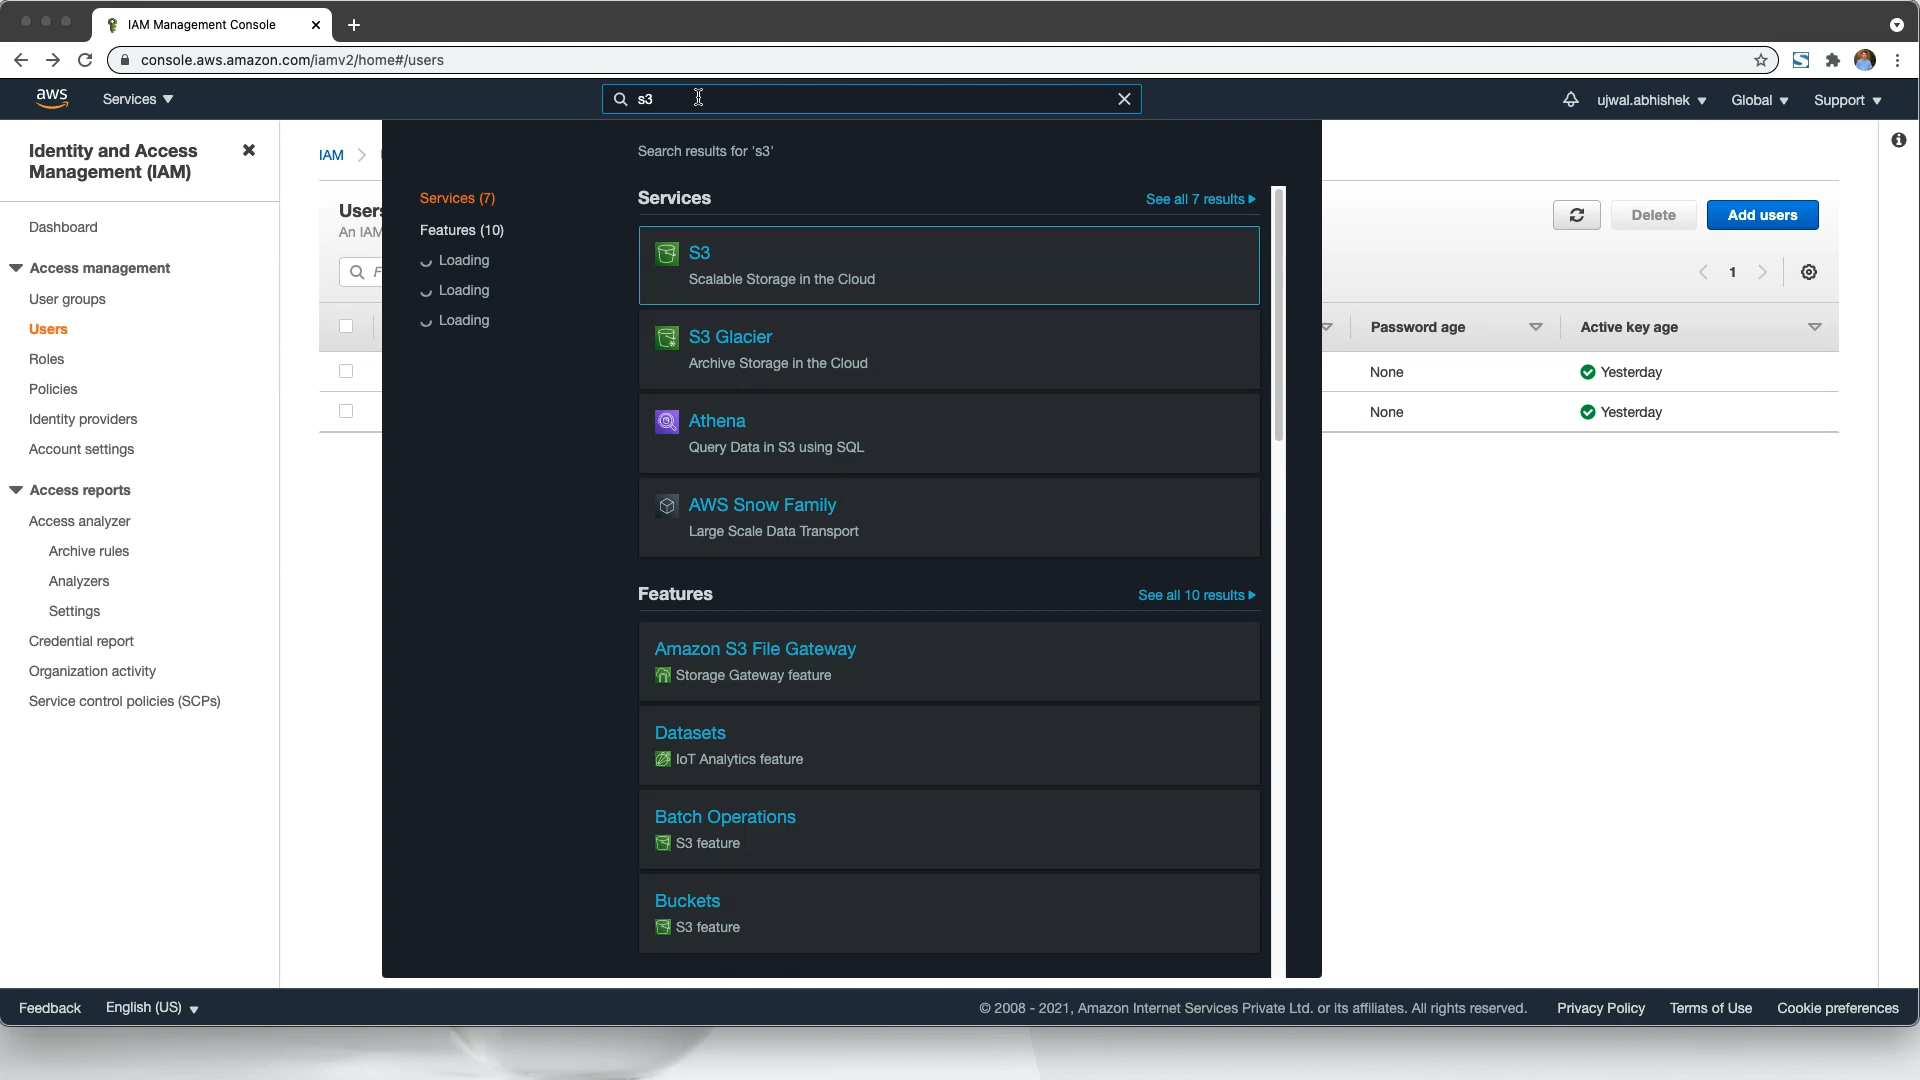 IAM Management Console
console.aws.amazon.com/iamv2/home#/users
aws
Services
s3
ujwal.abhishek
Global
Support
Identity and Access
Management (IAM)
Dashboard
Access management
User groups
Users
Roles
Policies
Identity providers
Account settings
Access reports
Access analyzer
Archive rules
Analyzers
Settings
Credential report
Organization activity
Service control policies (SCPs)
IAM
Users
An IAM
F
Delete
Add users
1
Password age
Active key age
None
Yesterday
None
Yesterday
Search results for 's3'
Services (7)
Features (10)
Loading
Loading
Loading
Services
See all 7 results
S3
Scalable Storage in the Cloud
S3 Glacier
Archive Storage in the Cloud
Athena
Query Data in S3 using SQL
AWS Snow Family
Large Scale Data Transport
Features
See all 10 results
Amazon S3 File Gateway
Storage Gateway feature
Datasets
IoT Analytics feature
Batch Operations
S3 feature
Buckets
S3 feature
Feedback
English (US)
© 2008 - 2021, Amazon Internet Services Private Ltd. or its affiliates. All rights reserved.
Privacy Policy
Terms of Use
Cookie preferences